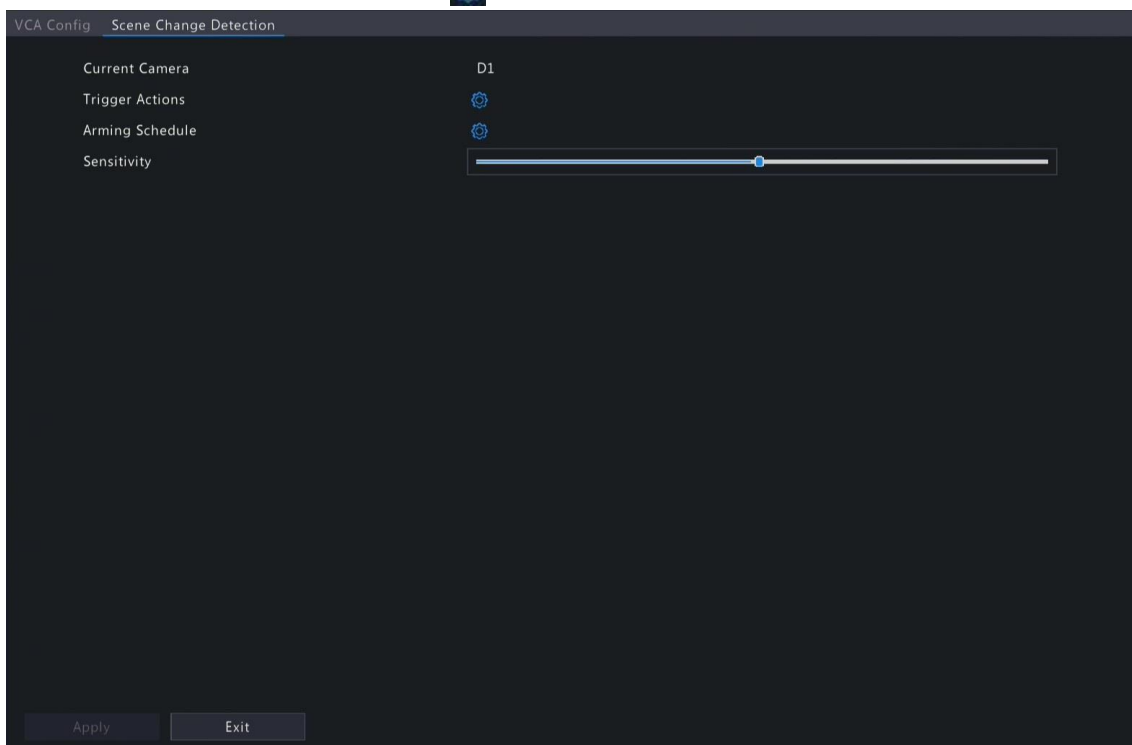 VCA Config Scene Change Detection
Current Camera D1
Trigger Actions
Arming Schedule
Sensitivity
Apply Exit